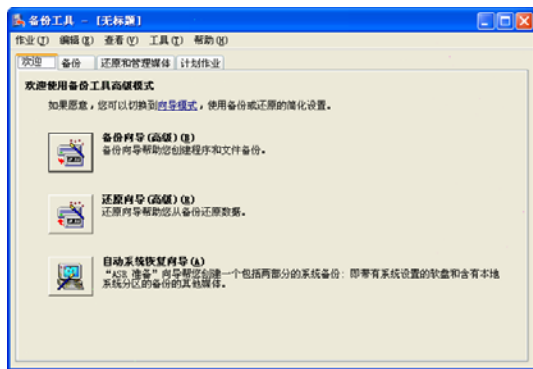 备份工具 - [无标题]
作业(J) 编辑(E) 查看(V) 工具(T) 帮助(H)
欢迎 备份 还原和管理媒体 计划作业
欢迎使用备份工具高级模式
如果愿意，您可以切换到向导模式，使用备份或还原的简化设置。
备份向导(高级)(B)
备份向导帮助您创建程序和文件备份。
还原向导(高级)(R)
还原向导帮助您从备份还原数据。
自动系统恢复向导(A)
“ASR 准备”向导帮您创建一个包括两部分的系统备份：即带有系统设置的软盘和含有本地
系统分区的备份的其他媒体。